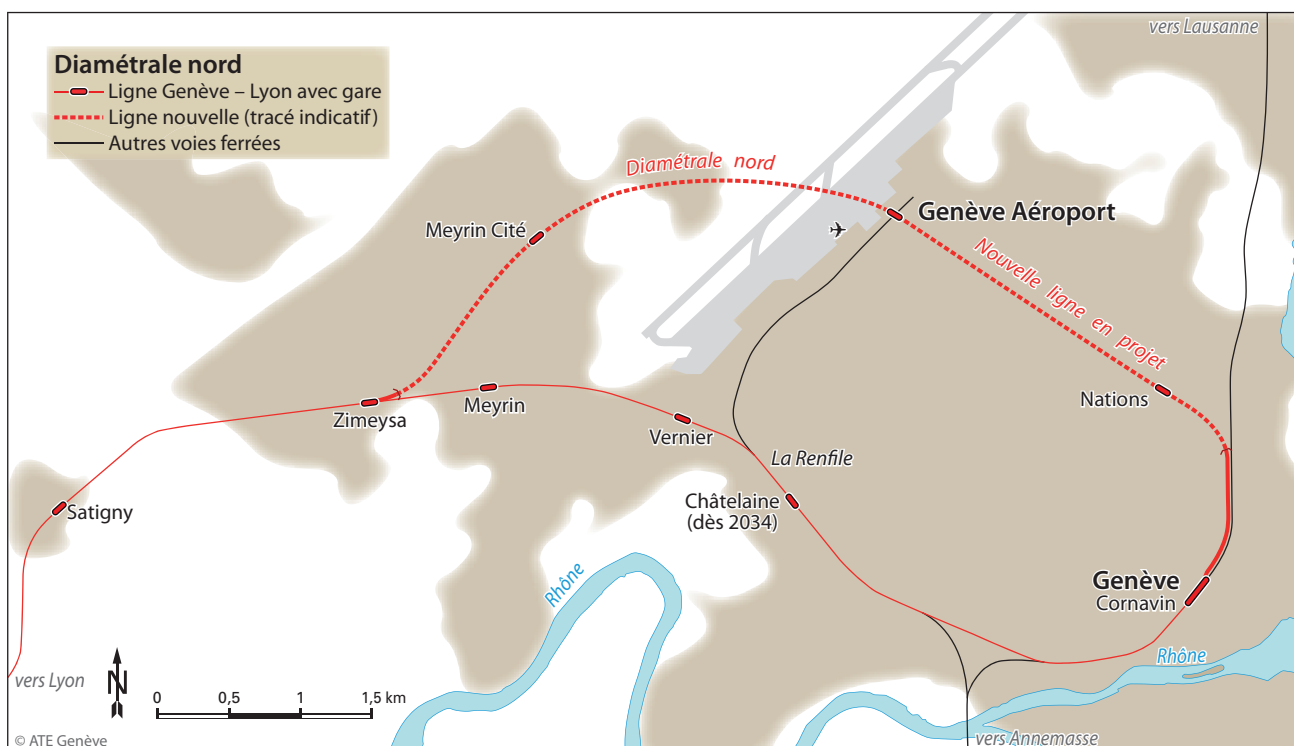 vers Lausanne
Diamétrale nord
Ligne Genève – Lyon avec gare
Ligne nouvelle (tracé indicatif)
Autres voies ferrées
Diamétrale nord
Genève Aéroport
Meyrin Cité
Nouvelle ligne en projet
Nations
Zimeysa
Meyrin
Vernier
La Renfile
Châtelaine
(dès 2034)
Satigny
Rhône
Genève
Cornavin
Rhône
vers Lyon
N
0 0,5 1 1,5 km
vers Annemasse
© ATE Genève